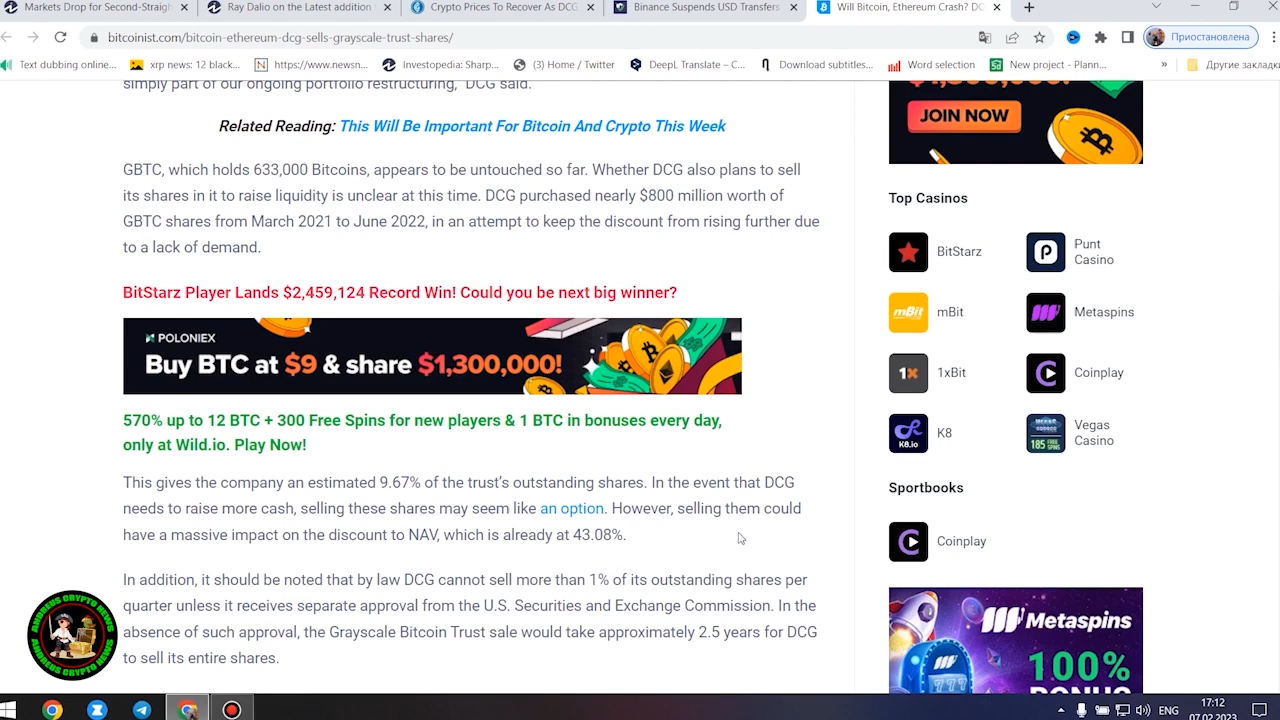 Markets Drop for Second-Straigh
Ray Dalio on the Latest addition
Crypto Prices To Recover As DCG
Binance Suspends USD Transfers
Will Bitcoin, Ethereum Crash? DC
bitcoinist.com/bitcoin-ethereum-dcg-sells-grayscale-trust-shares/
Приостановлена
Text dubbing online...
xrp news: 12 black...
https://www.newsn...
Investopedia: Sharp...
(3) Home / Twitter
DeepL Translate – C...
Download subtitles...
Word selection
New project - Plann...
»
Другие закладки
simply part of our ongoing portfolio restructuring," DCG said.
Related Reading: This Will Be Important For Bitcoin And Crypto This Week
GBTC, which holds 633,000 Bitcoins, appears to be untouched so far. Whether DCG also plans to sell
its shares in it to raise liquidity is unclear at this time. DCG purchased nearly $800 million worth of
GBTC shares from March 2021 to June 2022, in an attempt to keep the discount from rising further due
to a lack of demand.
BitStarz Player Lands $2,459,124 Record Win! Could you be next big winner?
POLONIEX
Buy BTC at $9 & share $1,300,000!
570% up to 12 BTC + 300 Free Spins for new players & 1 BTC in bonuses every day,
only at Wild.io. Play Now!
This gives the company an estimated 9.67% of the trust's outstanding shares. In the event that DCG
needs to raise more cash, selling these shares may seem like an option. However, selling them could
have a massive impact on the discount to NAV, which is already at 43.08%.
In addition, it should be noted that by law DCG cannot sell more than 1% of its outstanding shares per
quarter unless it receives separate approval from the U.S. Securities and Exchange Commission. In the
absence of such approval, the Grayscale Bitcoin Trust sale would take approximately 2.5 years for DCG
to sell its entire shares.
JOIN NOW
Top Casinos
BitStarz
Punt
Casino
mBit
mBit
Metaspins
1X
1xBit
Coinplay
K8.io
K8
185 FREE
SPINS
Vegas
Casino
Sportbooks
Coinplay
Metaspins
100%
BONUS
777
ANDREUS CRYPTO NEWS
ANDREUS CRYPTO NEWS
ENG
17:12
07.02.2023